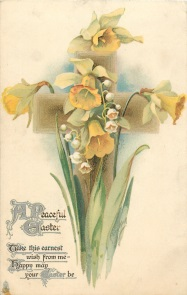 A Peaceful
Easter
Take this earnest
wish from me—
Happy may
your Easter be